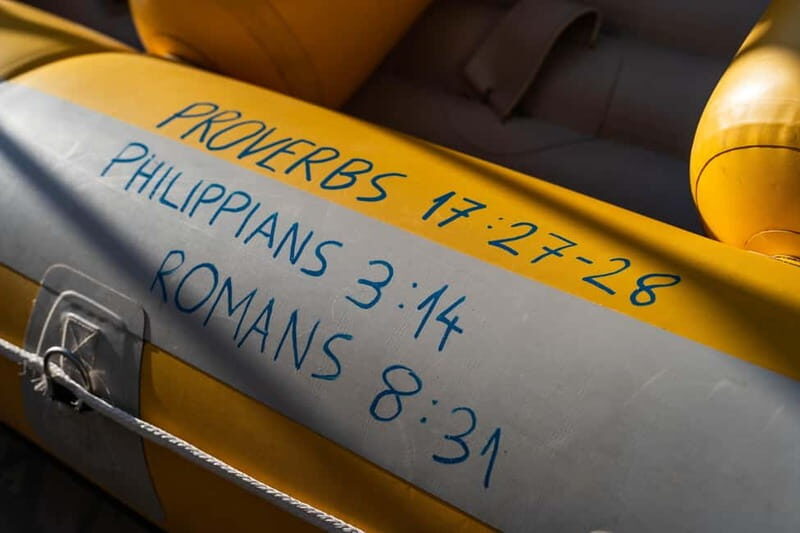 PROVERBS 17:27-28
PHILIPPIANS 3:14
ROMANS 8:31